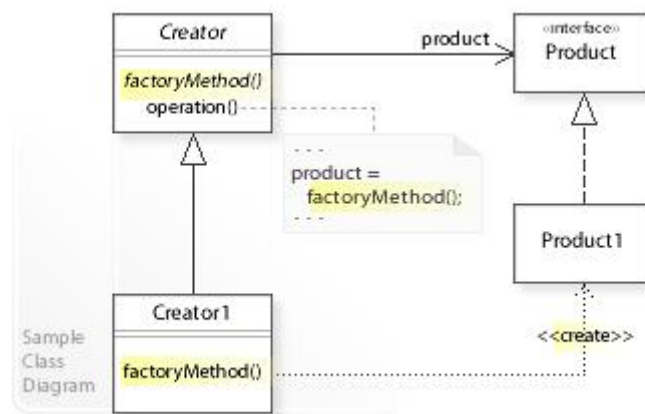 Creator
factoryMethod()
operation()
product
«interface»
Product
- - -
product =
factoryMethod();
- - -
Product1
Creator1
factoryMethod()
<<create>>
Sample
Class
Diagram